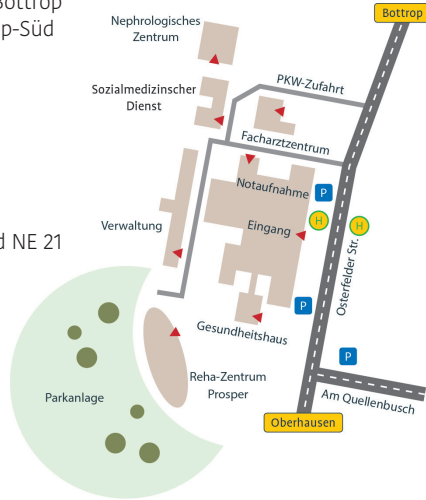 Bottrop
p-Süd
Bottrop
Nephrologisches
Zentrum
PKW-Zufahrt
Sozialmedizinscher
Dienst
Facharztzentrum
Notaufnahme
P
H
H
Verwaltung
Eingang
Osterfelder Str.
d NE 21
P
Gesundheitshaus
P
Reha-Zentrum
Prosper
Parkanlage
Am Quellenbusch
Oberhausen